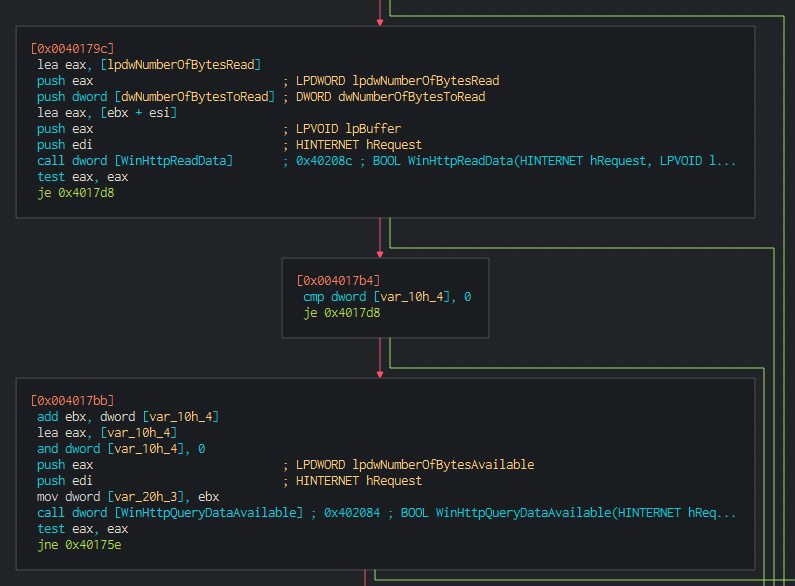 [0x0040179c]
lea eax, [lpdwNumberOfBytesRead]
push eax ; LPDWORD lpdwNumberOfBytesRead
push dword [dwNumberOfBytesToRead] ; DWORD dwNumberOfBytesToRead
lea eax, [ebx + esi]
push eax ; LPVOID lpBuffer
push edi ; HINTERNET hRequest
call dword [WinHttpReadData] ; 0x40208c ; BOOL WinHttpReadData(HINTERNET hRequest, LPVOID l...
test eax, eax
je 0x4017d8
[0x004017b4]
cmp dword [var_10h_4], 0
je 0x4017d8
[0x004017bb]
add ebx, dword [var_10h_4]
lea eax, [var_10h_4]
and dword [var_10h_4], 0
push eax ; LPDWORD lpdwNumberOfBytesAvailable
push edi ; HINTERNET hRequest
mov dword [var_20h_3], ebx
call dword [WinHttpQueryDataAvailable] ; 0x402084 ; BOOL WinHttpQueryDataAvailable(HINTERNET hReq...
test eax, eax
jne 0x40175e